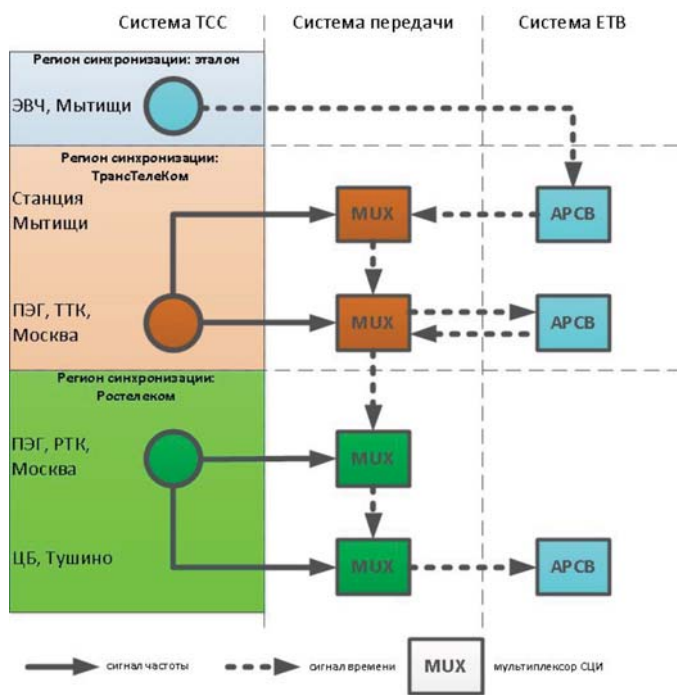 Система ТСС
Система передачи
Система ЕТВ
Регион синхронизации: эталон
ЭВЧ, Мытищи
Регион синхронизации:
ТрансТелеКом
Станция
Мытищи
MUX
АРСВ
ПЭГ, ТТК,
Москва
MUX
АРСВ
Регион синхронизации:
Ростелеком
ПЭГ, РТК,
Москва
MUX
ЦБ, Тушино
MUX
АРСВ
сигнал частоты
сигнал времени
MUX
мультиплексор СЦИ